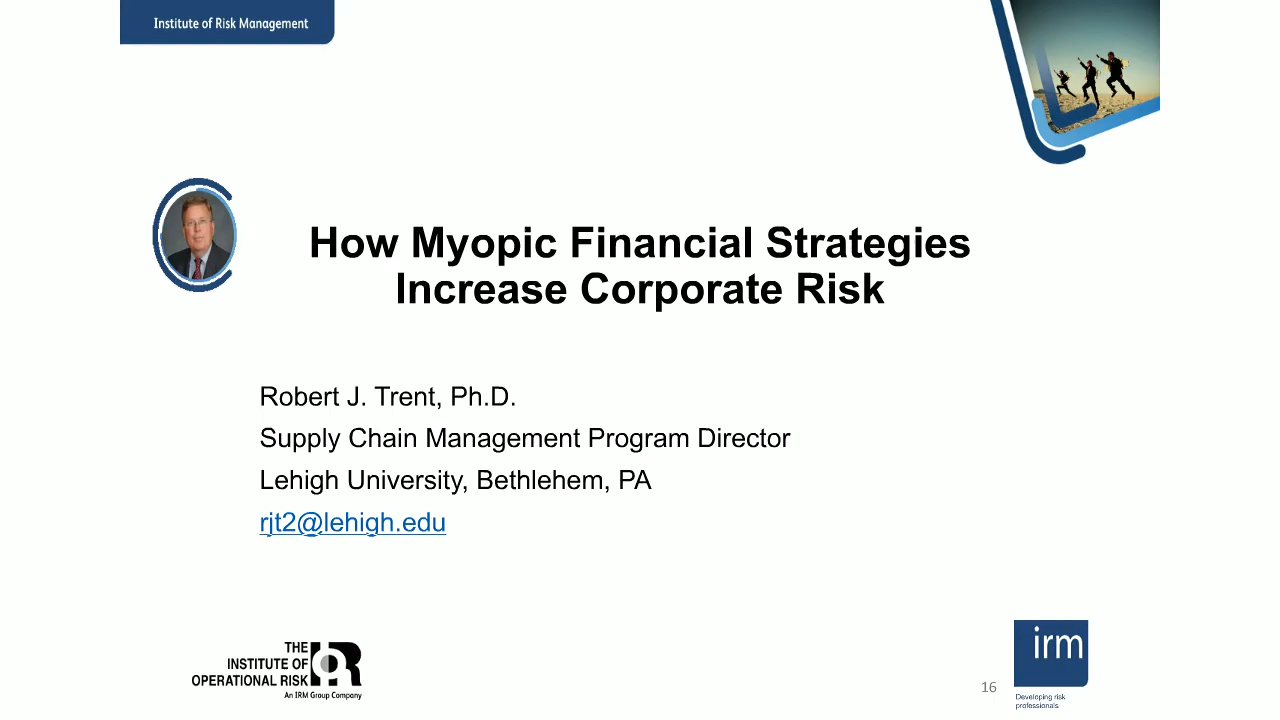 Institute of Risk Management
How Myopic Financial Strategies
Increase Corporate Risk
Robert J. Trent, Ph.D.
Supply Chain Management Program Director
Lehigh University, Bethlehem, PA
rjt2@lehigh.edu
THE
INSTITUTE OF
OPERATIONAL RISK
An IRM Group Company
IOR
16
irm
Developing risk
professionals